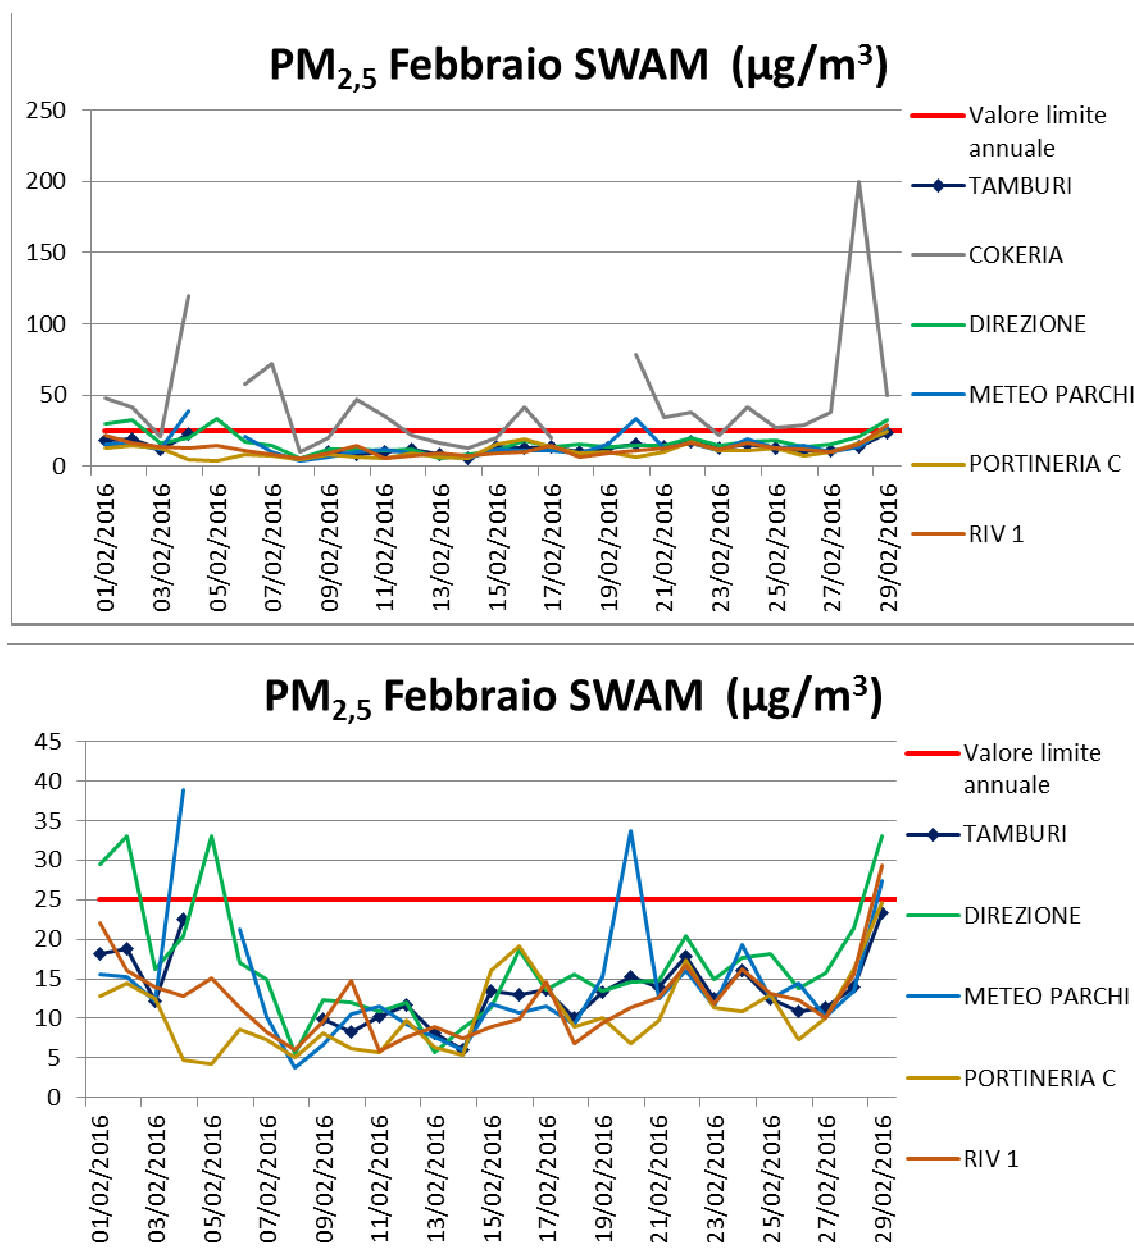 PM2,5 Febbraio SWAM (µg/m³)
250
200
150
100
50
0
01/02/2016
03/02/2016
05/02/2016
07/02/2016
09/02/2016
11/02/2016
13/02/2016
15/02/2016
17/02/2016
19/02/2016
21/02/2016
23/02/2016
25/02/2016
27/02/2016
29/02/2016
Valore limite
annuale
TAMBURI
COKERIA
DIREZIONE
METEO PARCHI
PORTINERIA C
RIV 1
PM2,5 Febbraio SWAM (µg/m³)
45
40
35
30
25
20
15
10
5
0
01/02/2016
03/02/2016
05/02/2016
07/02/2016
09/02/2016
11/02/2016
13/02/2016
15/02/2016
17/02/2016
19/02/2016
21/02/2016
23/02/2016
25/02/2016
27/02/2016
29/02/2016
Valore limite
annuale
TAMBURI
DIREZIONE
METEO PARCHI
PORTINERIA C
RIV 1